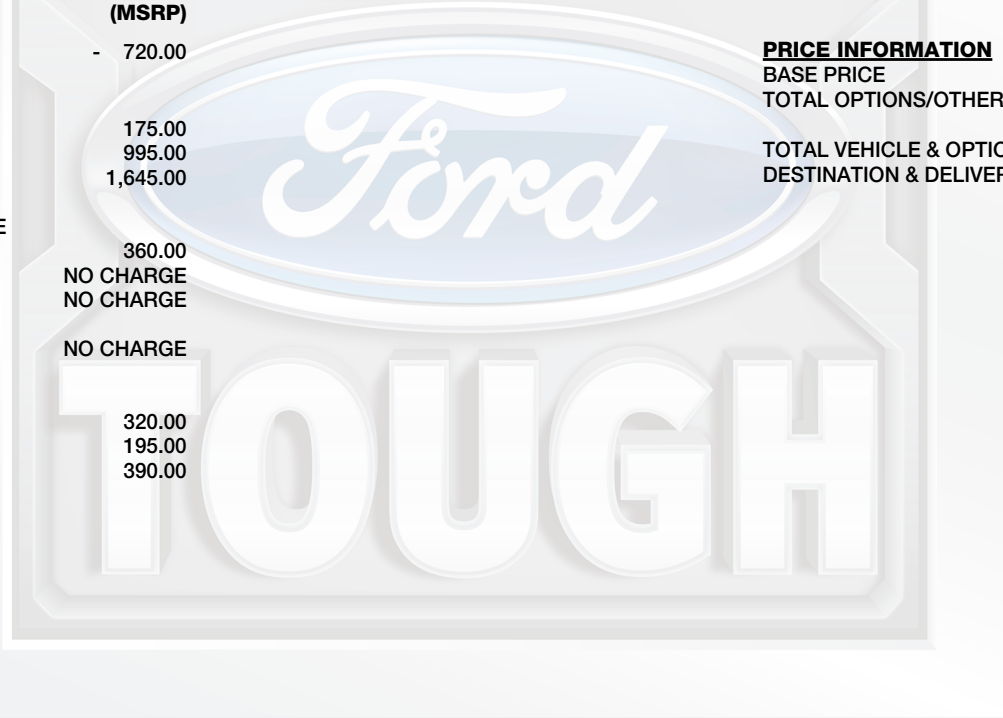 (MSRP)
- 720.00
175.00
995.00
1,645.00
E
360.00
NO CHARGE
NO CHARGE
NO CHARGE
320.00
195.00
390.00
PRICE INFORMATION
BASE PRICE
TOTAL OPTIONS/OTHER
TOTAL VEHICLE & OPTIO
DESTINATION & DELIVER
Ford
TOUGH